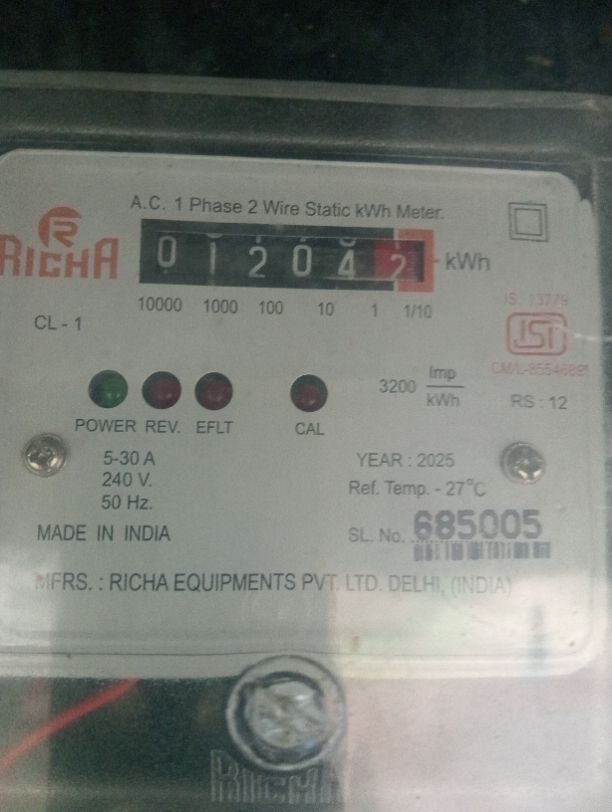 A.C. 1 Phase 2 Wire Static kWh Meter.
RICHA
0 1 2 0 4 2 - kWh
10000 1000 100 10 1 1/10
IS: 13779
CL - 1
ISI
3200 Imp/kWh
RS : 12
POWER REV. EFLT CAL
5-30 A
240 V.
50 Hz.
YEAR : 2025
Ref. Temp. - 27°C
MADE IN INDIA
SL. No. 685005
MFRS. : RICHA EQUIPMENTS PVT. LTD. DELHI, (INDIA)
RICHA